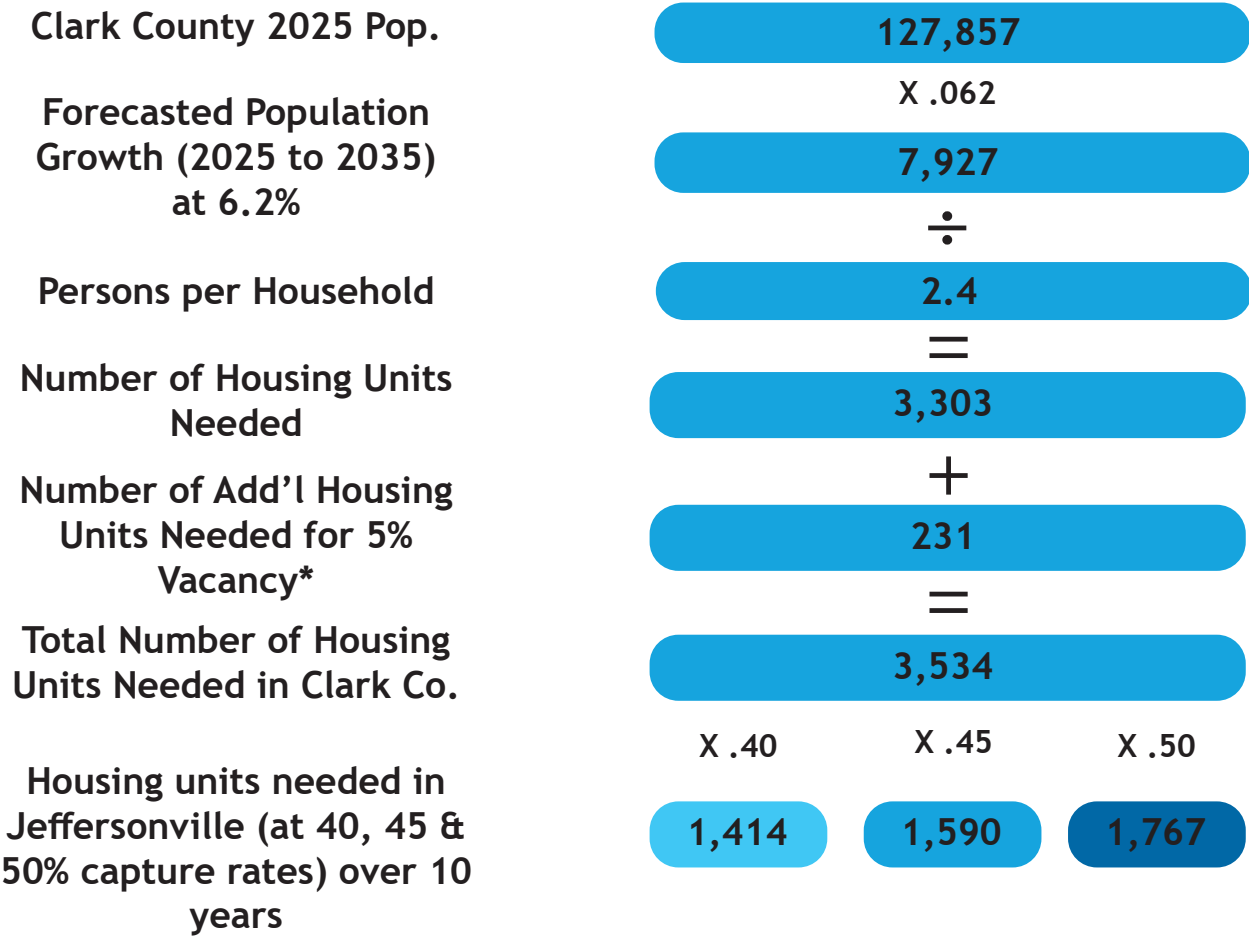 Clark County 2025 Pop.
127,857
X .062
Forecasted Population
Growth (2025 to 2035)
at 6.2%
7,927
÷
Persons per Household
2.4
=
Number of Housing Units
Needed
3,303
+
Number of Add’l Housing
Units Needed for 5%
Vacancy*
231
=
Total Number of Housing
Units Needed in Clark Co.
3,534
X .40
X .45
X .50
Housing units needed in
Jeffersonville (at 40, 45 &
50% capture rates) over 10
years
1,414
1,590
1,767